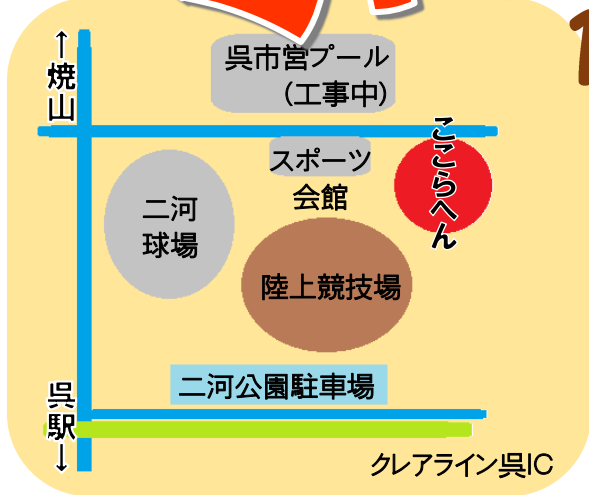 ↑焼山
呉市営プール
(工事中)
スポーツ
会館
ここらへん
二河
球場
陸上競技場
二河公園駐車場
呉駅↓
クレアライン呉IC